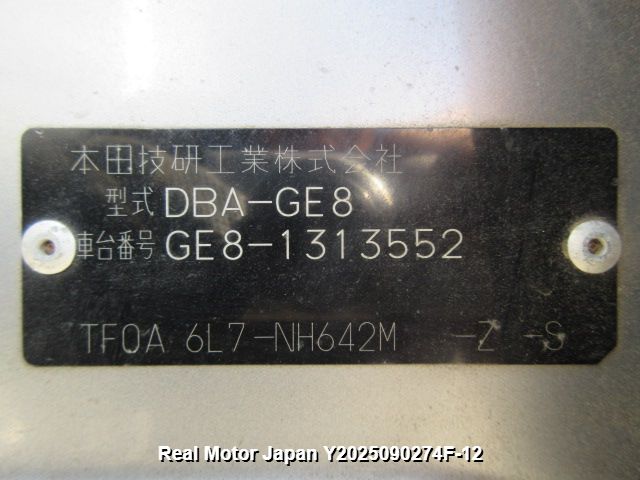 本田技研工業株式会社
型式 DBA-GE8
車台番号 GE8-1313552
TF0A 6L7-NH642M -Z -S
Real Motor Japan Y2025090274F-12